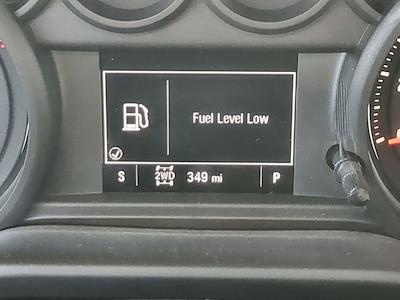 Fuel Level Low
S 2WD 349 mi P